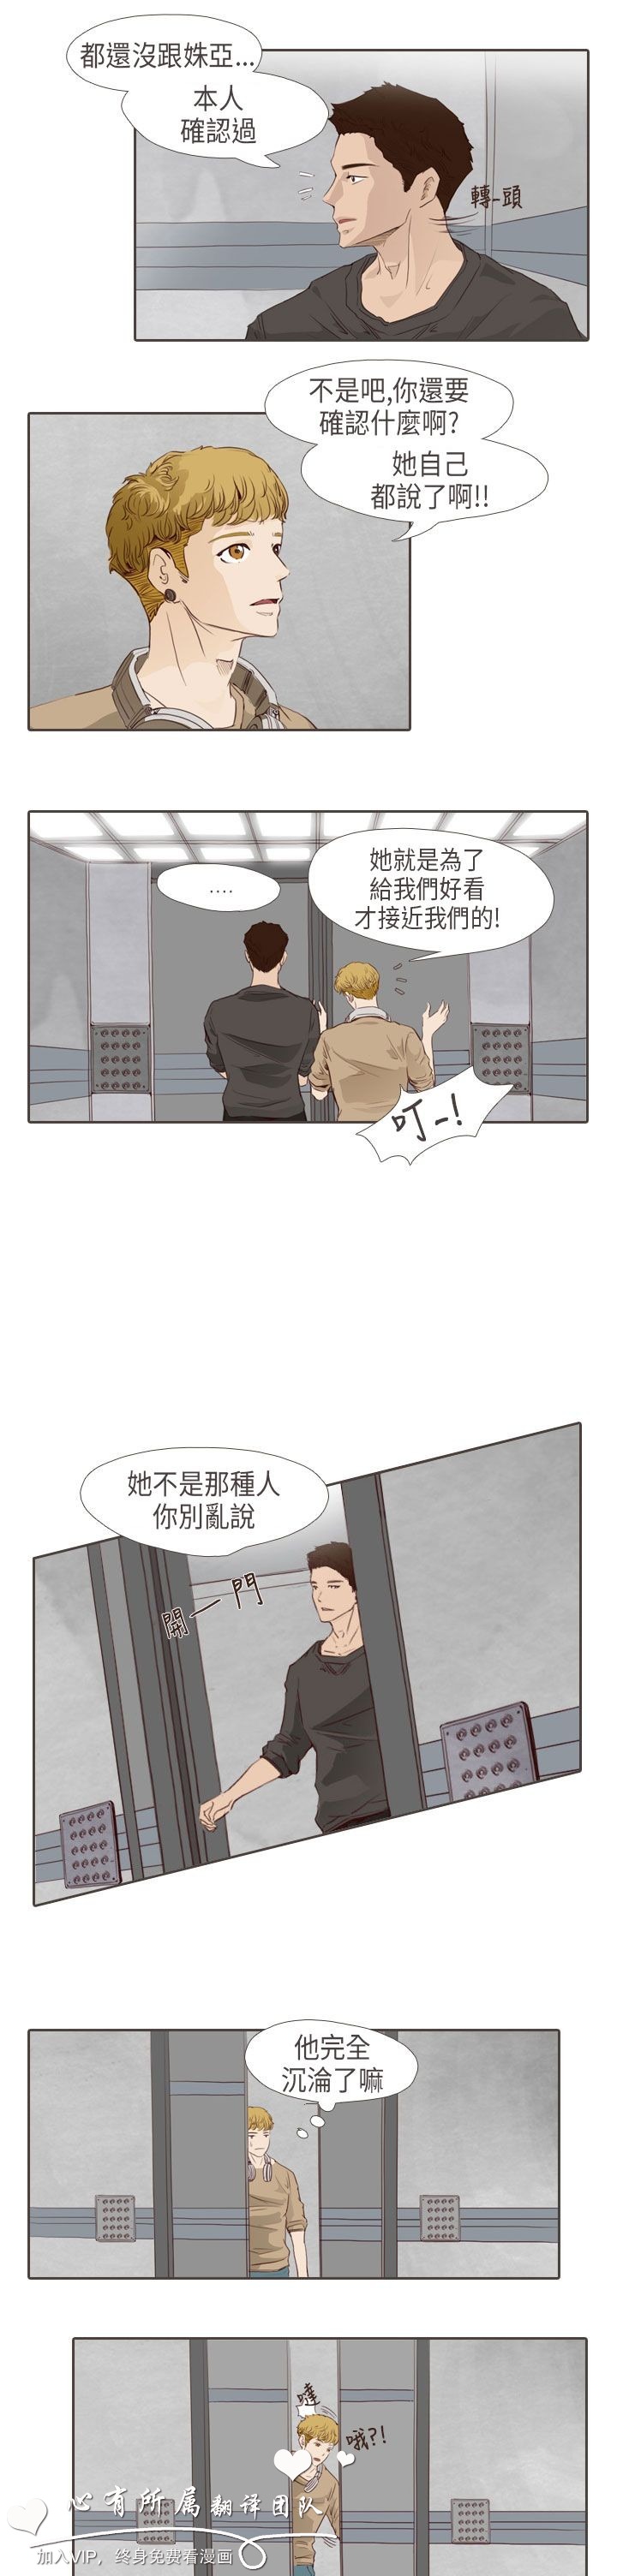 都還沒跟姝亞...
本人
確認過
轉-頭
不是吧,你還要
確認什麼啊?
她自己
都說了啊!!
....
她就是為了
給我們好看
才接近我們的!
叮~!
她不是那種人
你別亂說
開一門
他完全
沉淪了嘛
噠
哦?!
心有所属翻译团队
加入VIP，终身免费看漫画